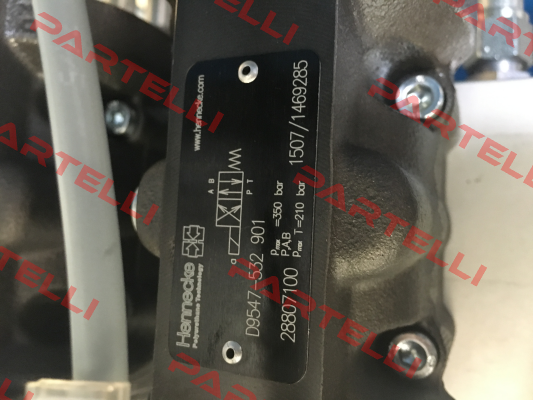 Hennecke
Polyurethane Technology
www.hennecke.com
a
A B
P T
D9547-532 901
pmax =350 bar
P,A,B
pmax T=210 bar
28807100
1507/1469285
PARTELLI
PARTELLI
PARTELLI
PARTELLI
PARTELLI
PARTELLI